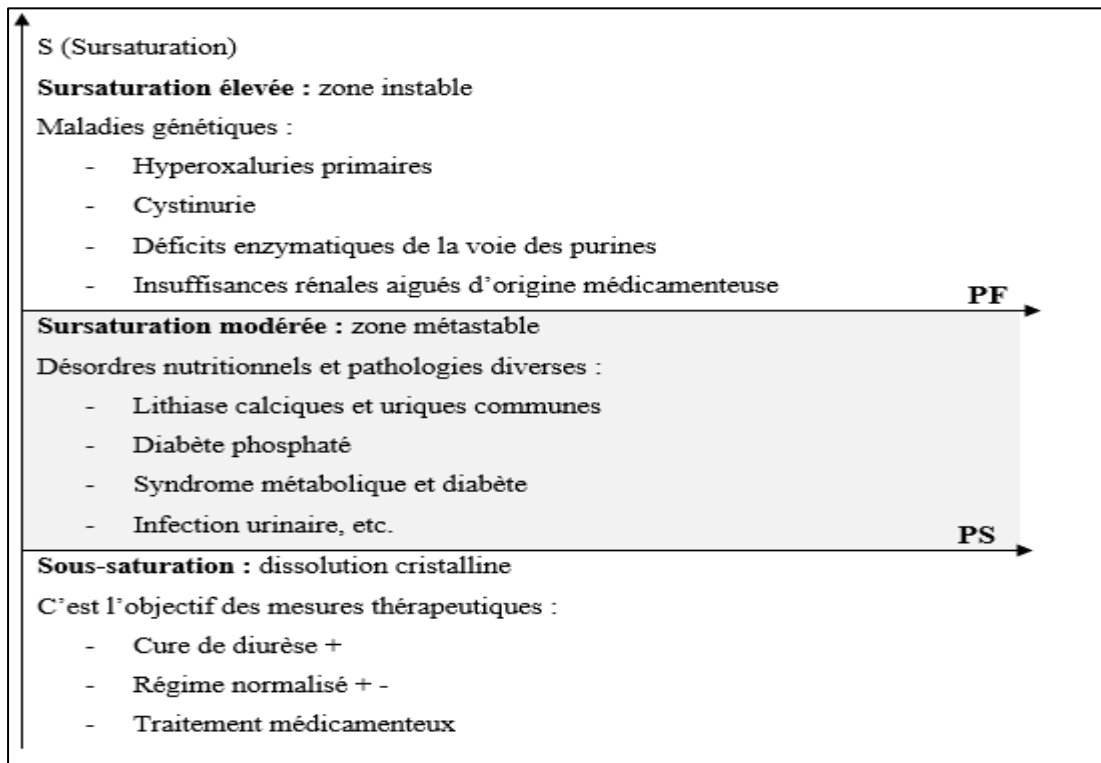 S (Sursaturation)
Sursaturation élevée : zone instable
Maladies génétiques :
- Hyperoxaluries primaires
- Cystinurie
- Déficits enzymatiques de la voie des purines
- Insuffisances rénales aigués d’origine médicamenteuse
PF
Sursaturation modérée : zone métastable
Désordres nutritionnels et pathologies diverses :
- Lithiase calciques et uriques communes
- Diabète phosphaté
- Syndrome métabolique et diabète
- Infection urinaire, etc.
PS
Sous-saturation : dissolution cristalline
C’est l’objectif des mesures thérapeutiques :
- Cure de diurèse +
- Régime normalisé + -
- Traitement médicamenteux